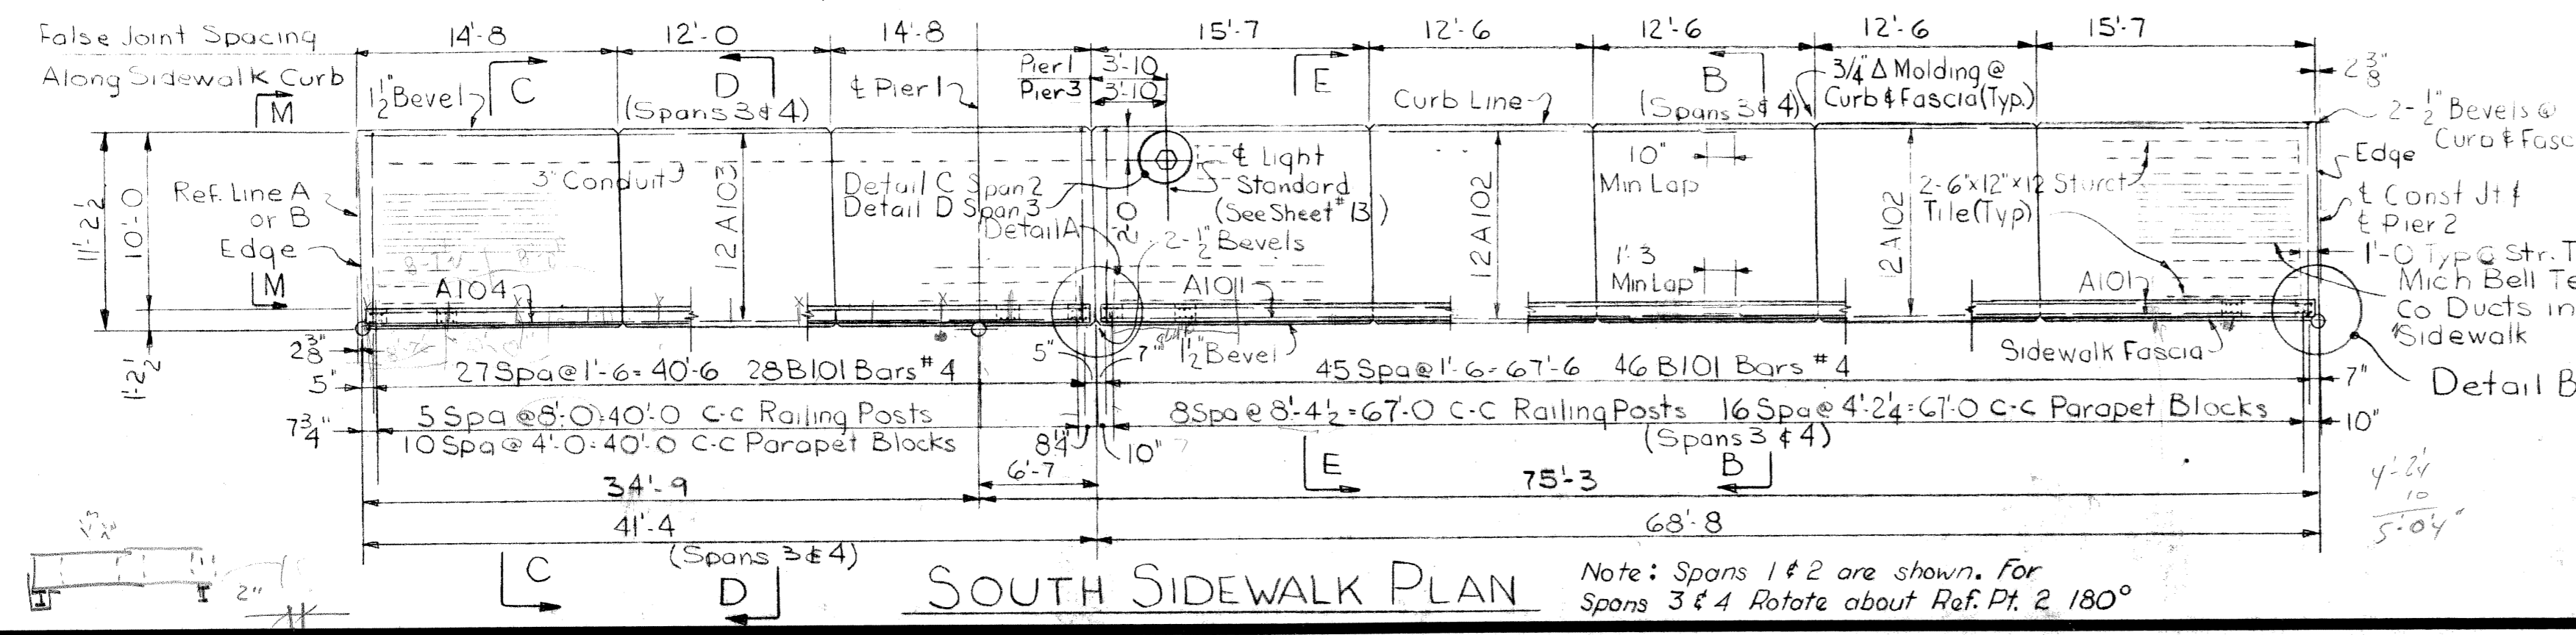 False Joint Spacing
Along Sidewalk Curb
14'-8
12'-0
14'-8
15'-7
12'-6
12'-6
12'-6
15'-7
2 3/8"
M
1/2" Bevel
C
D
(Spans 3 & 4)
℄ Pier 1
Pier 1 3'-10
Pier 3 3'-10
E
Curb Line
B
(Spans 3 & 4)
3/4" Δ Molding @
Curb & Fascia (Typ.)
2-1/2" Bevels @
Curb & Fasc
Edge
℄ Const Jt &
℄ Pier 2
11'-2 1/2
10'-0
Ref. Line A
or B
Edge
M
3" Conduit
12 A103
Detail C Span 2
Detail D Span 3
Detail A
2'-0
℄ Light
Standard
(See Sheet #13)
2-1/2" Bevels
12 A102
10"
Min Lap
1'-3
Min Lap
12 A102
2-6"x12"x12 Sturct
Tile (Typ)
1'-0 Typ @ Str. T
Mich Bell Te
Co Ducts in
Sidewalk
A104
A1011
A101
1'-2 1/2
2 3/8"
5"
27 Spa @ 1'-6 = 40'-6 28 B101 Bars #4
5"
7"
1/2" Bevel
45 Spa @ 1'-6 = 67'-6 46 B101 Bars #4
Sidewalk Fascia
7"
Detail B
7 3/4"
5 Spa @ 8'-0 = 40'-0 C-C Railing Posts
10 Spa @ 4'-0 = 40'-0 C-C Parapet Blocks
8 1/4"
10"
8 Spa @ 8'-4 1/2 = 67'-0 C-C Railing Posts 16 Spa @ 4'-2 1/4 = 67'-0 C-C Parapet Blocks
(Spans 3 & 4)
10"
34'-9
6'-7
E
75'-3
B
41'-4
(Spans 3 & 4)
68'-8
4'-2 1/4
10
5'-0 1/4"
C
D
2"
SOUTH SIDEWALK PLAN
Note: Spans 1 & 2 are shown. For
Spans 3 & 4 Rotate about Ref. Pt. 2 180°